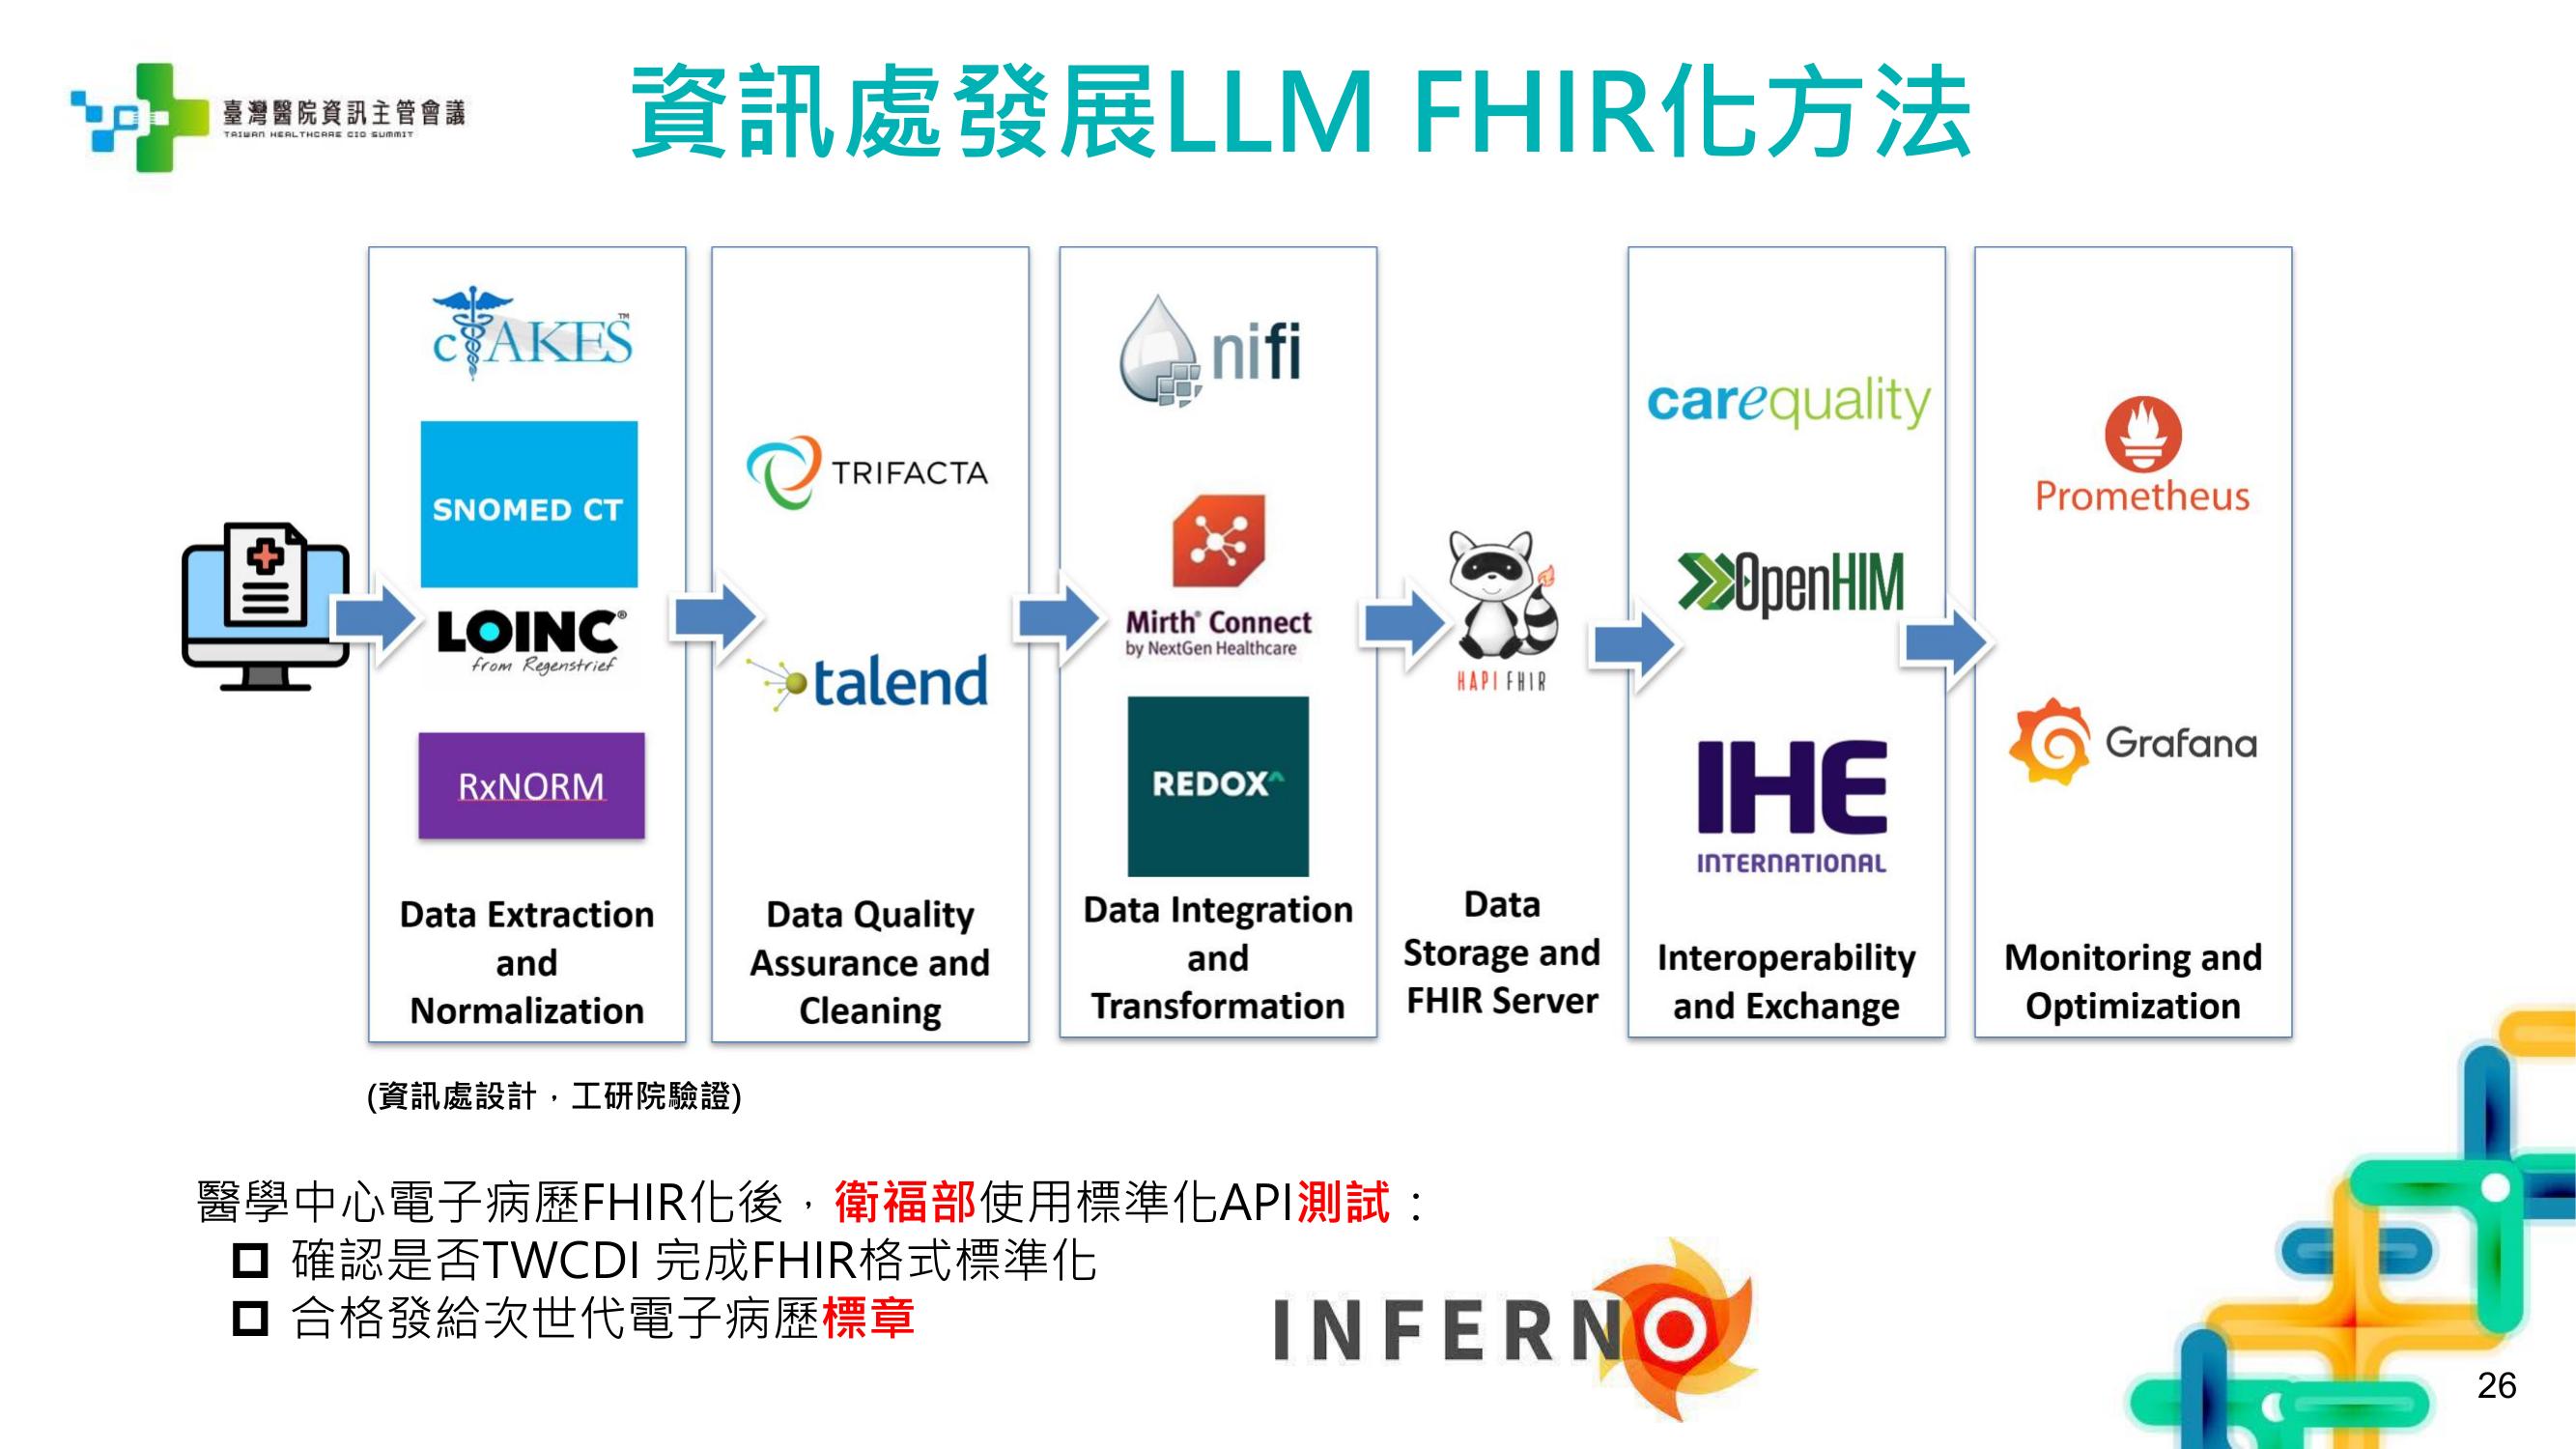 臺灣醫院資訊主管會議
TAIWAN HEALTHCARE CIO SUMMIT
資訊處發展LLM FHIR化方法
cTAKES™
SNOMED CT
LOINC®
from Regenstrief
RxNORM
Data Extraction
and
Normalization
TRIFACTA
talend
Data Quality
Assurance and
Cleaning
nifi
Mirth® Connect
by NextGen Healthcare
REDOX^
Data Integration
and
Transformation
HAPI FHIR
Data
Storage and
FHIR Server
carequality
OpenHIM
IHE
INTERNATIONAL
Interoperability
and Exchange
Prometheus
Grafana
Monitoring and
Optimization
(資訊處設計，工研院驗證)
醫學中心電子病歷FHIR化後，衛福部使用標準化API測試：
確認是否TWCDI 完成FHIR格式標準化
合格發給次世代電子病歷標章
INFERNO
26